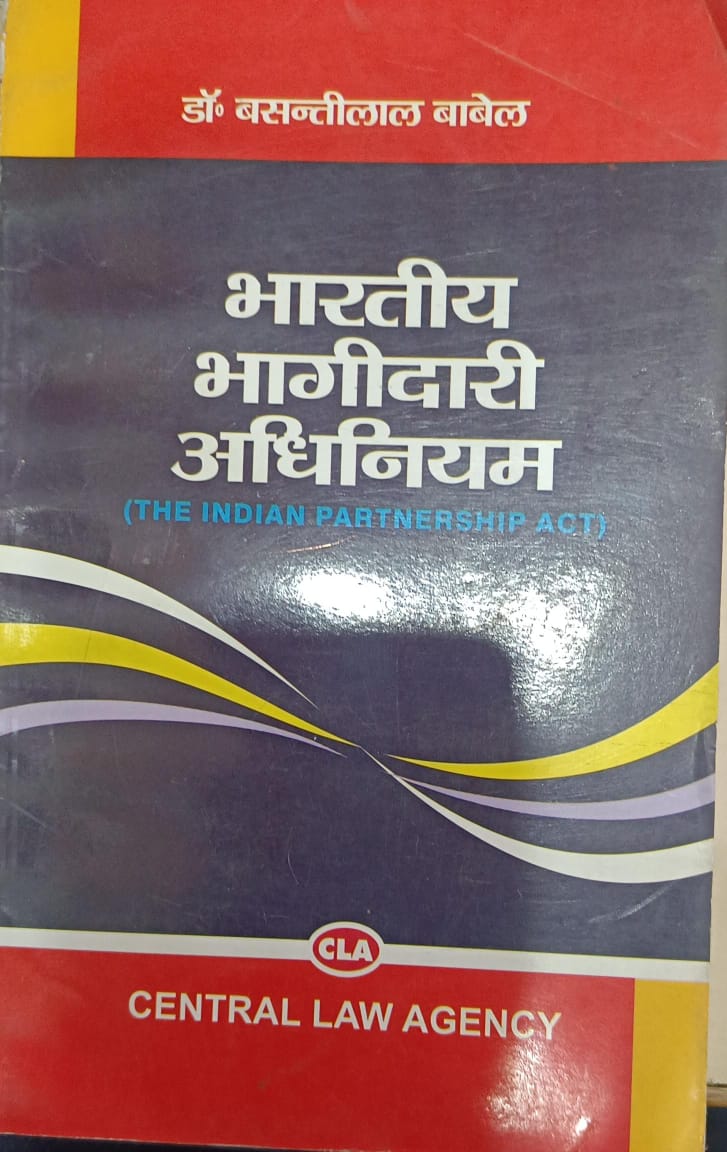 डॉ॰ बसन्तीलाल बाबेल
भारतीय
भागीदारी
अधिनियम
(THE INDIAN PARTNERSHIP ACT)
CLA
CENTRAL LAW AGENCY